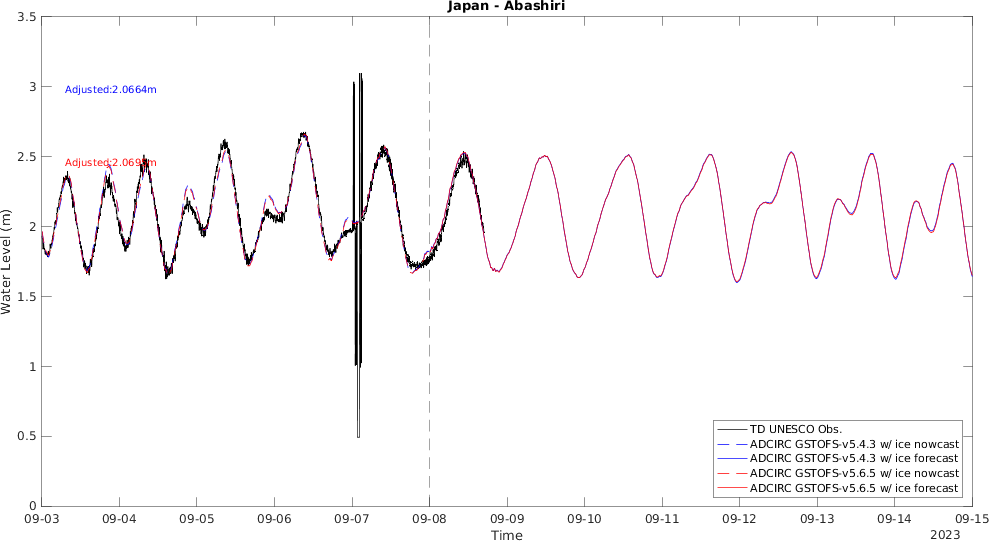 Japan - Abashiri
3.5
3
2.5
2
1.5
1
0.5
0
Water Level (m)
Adjusted:2.0664m
TD UNESCO Obs.
ADCIRC GSTOFS-v5.4.3 w/ ice nowcast
ADCIRC GSTOFS-v5.4.3 w/ ice forecast
ADCIRC GSTOFS-v5.6.5 w/ ice nowcast
ADCIRC GSTOFS-v5.6.5 w/ ice forecast
09-03 09-04 09-05 09-06 09-07 09-08 09-09 09-10 09-11 09-12 09-13 09-14 09-15
Time
2023